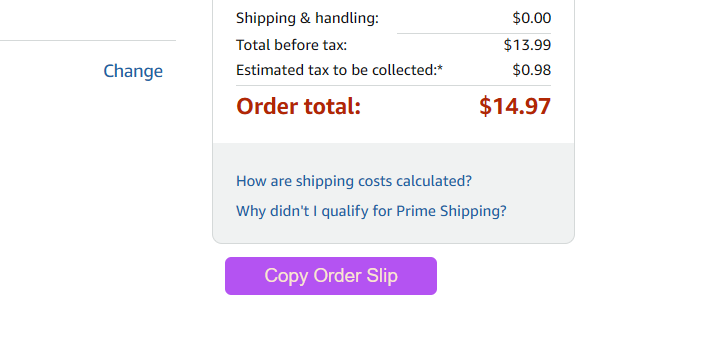 Shipping & handling: $0.00
Total before tax: $13.99
Change
Estimated tax to be collected:* $0.98
Order total: $14.97
How are shipping costs calculated?
Why didn't I qualify for Prime Shipping?
Copy Order Slip